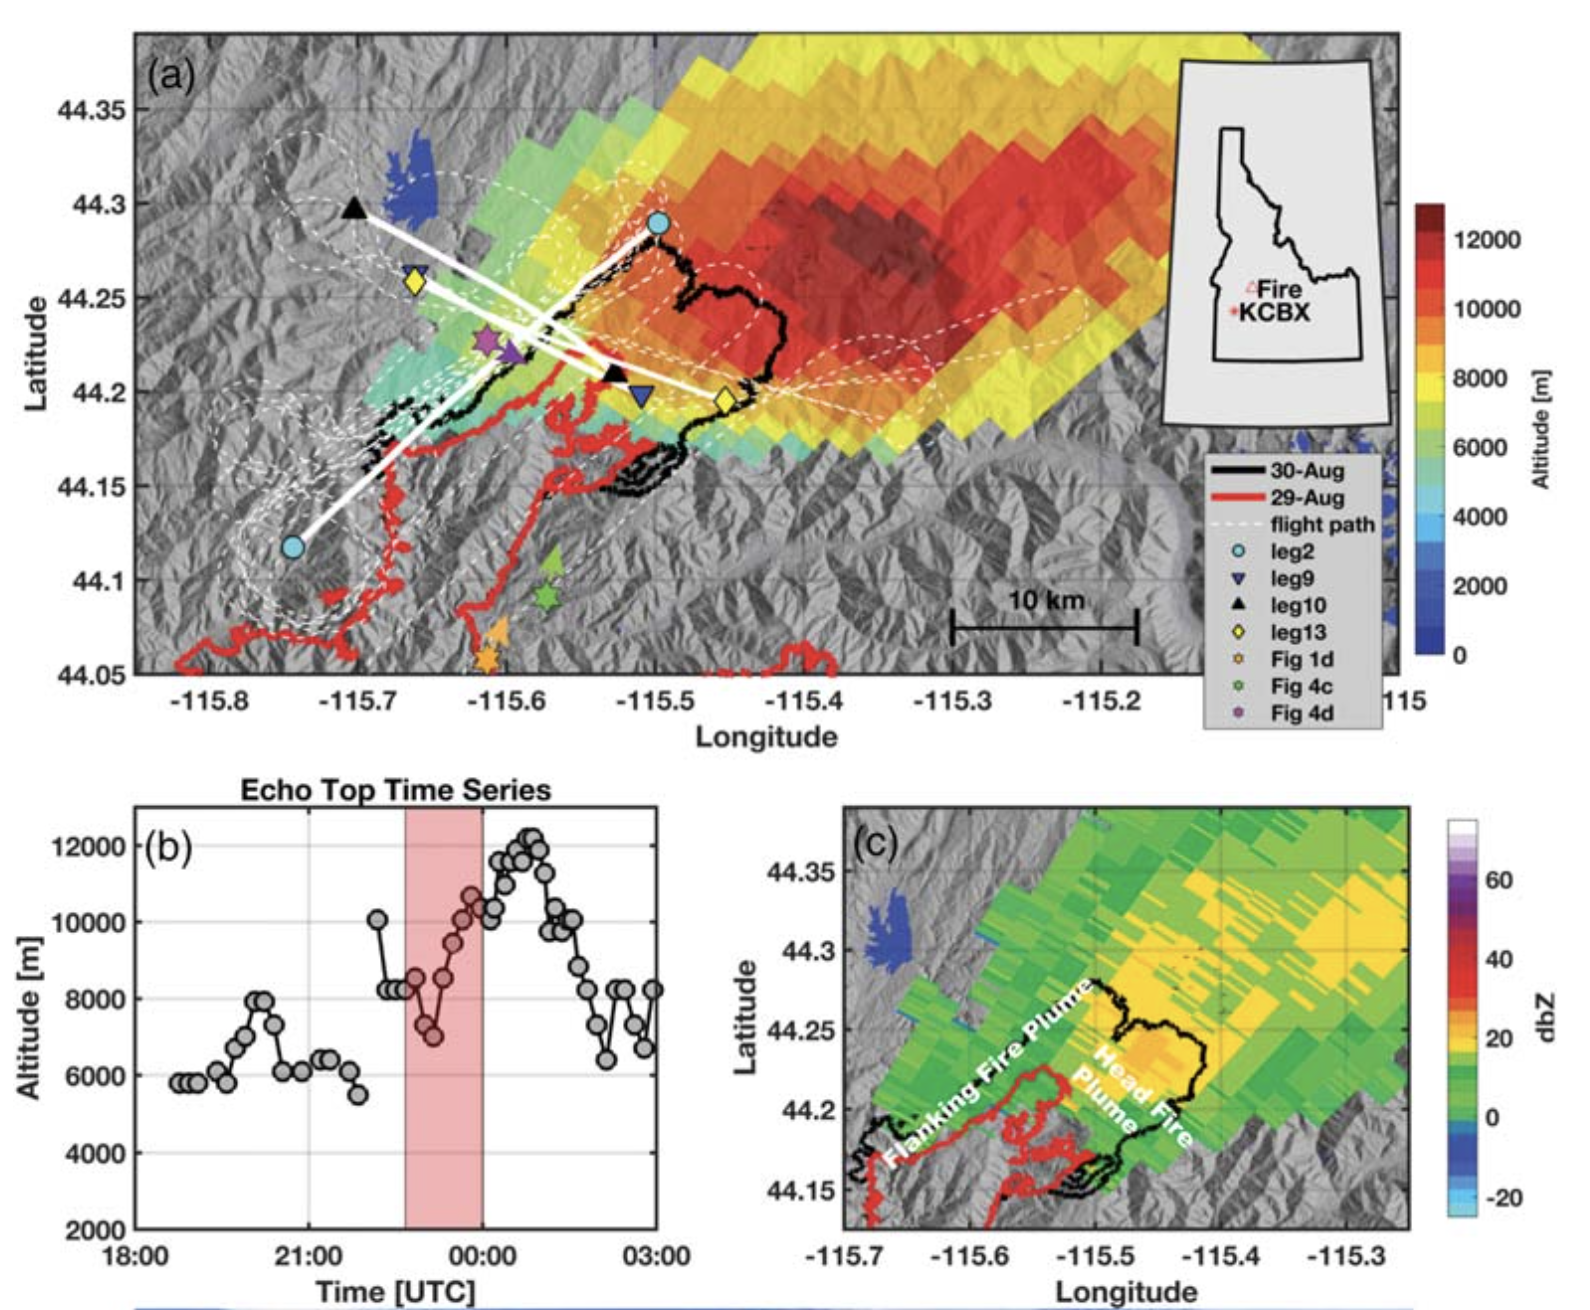 (a)
44.35
44.3
44.25
44.2
44.15
44.1
44.05
Latitude
-115.8
-115.7
-115.6
-115.5
-115.4
-115.3
-115.2
15
Longitude
10 km
Fire
KCBX
30-Aug
29-Aug
flight path
leg2
leg9
leg10
leg13
Fig 1d
Fig 4c
Fig 4d
12000
10000
8000
6000
4000
2000
0
Altitude [m]
Echo Top Time Series
(b)
12000
10000
8000
6000
4000
2000
Altitude [m]
18:00
21:00
00:00
03:00
Time [UTC]
(c)
44.35
44.3
44.25
44.2
44.15
Latitude
Flanking Fire Plume
Head Fire
Plume
-115.7
-115.6
-115.5
-115.4
-115.3
Longitude
60
40
20
0
-20
dbZ